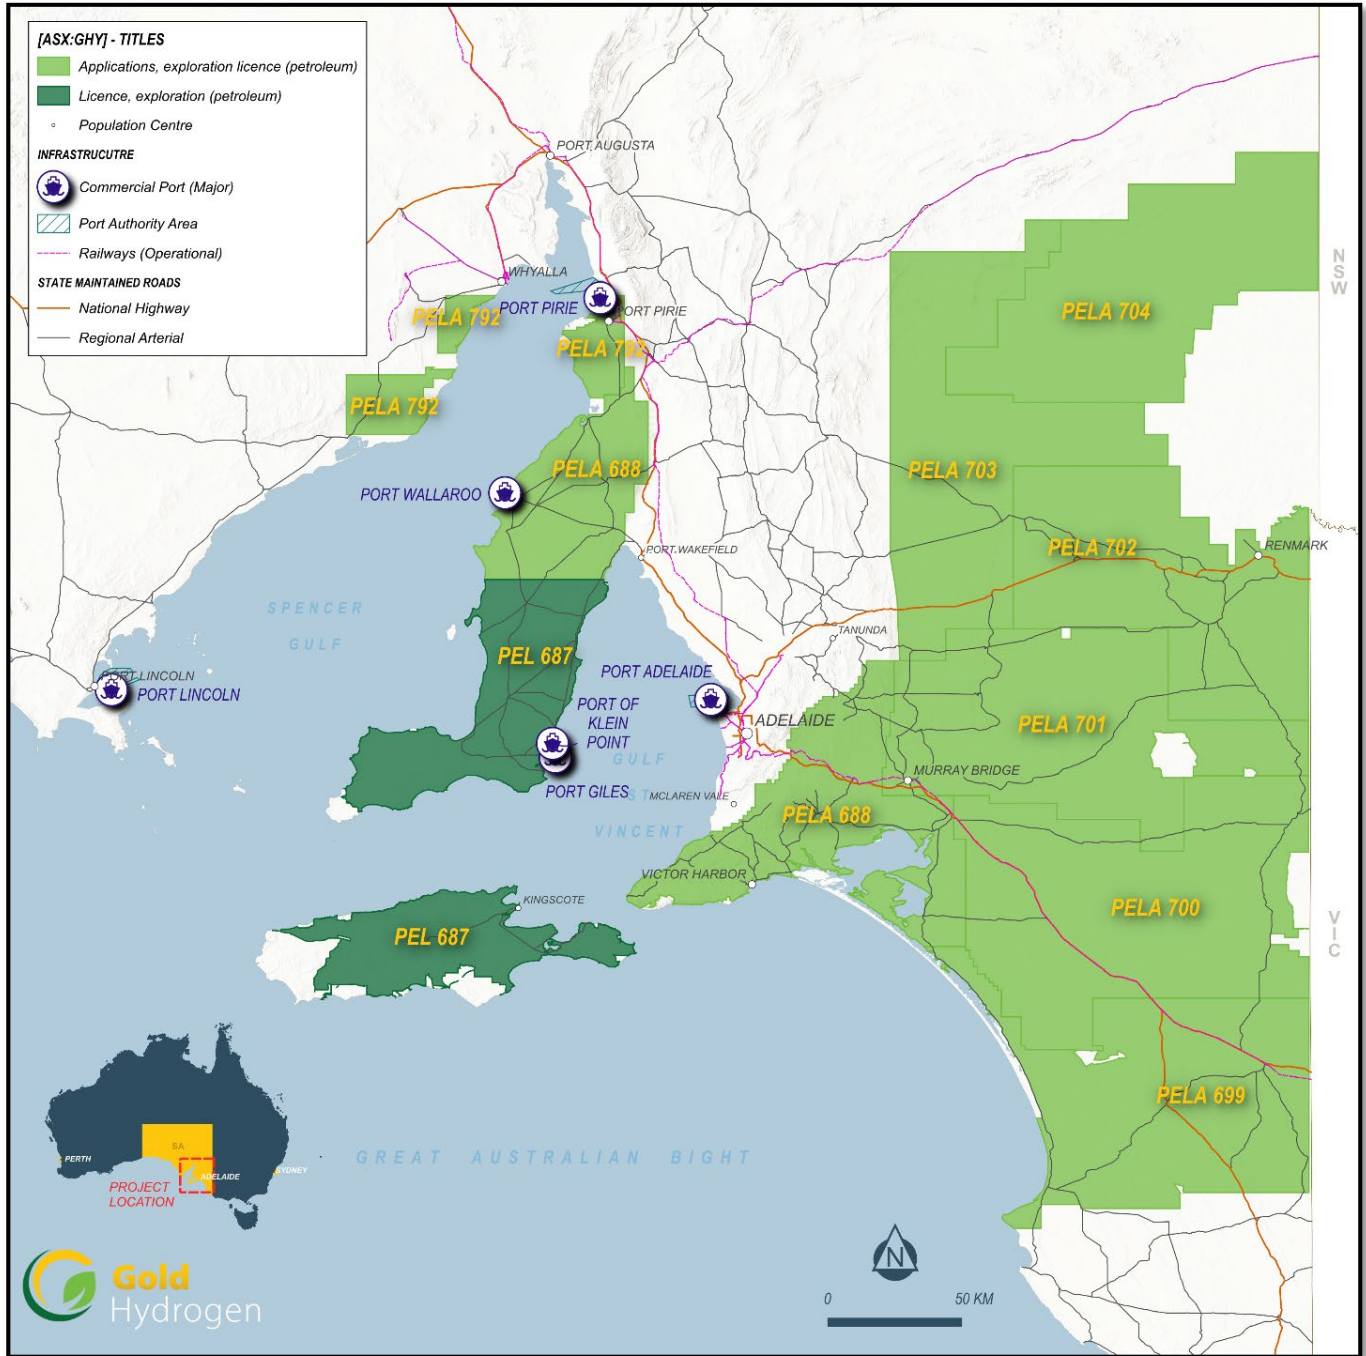 [ASX:GHY] - TITLES
Applications, exploration licence (petroleum)
Licence, exploration (petroleum)
Population Centre
INFRASTRUCUTRE
Commercial Port (Major)
Port Authority Area
Railways (Operational)
STATE MAINTAINED ROADS
National Highway
Regional Arterial
PORT AUGUSTA
WHYALLA
PORT PIRIE
PORT PIRIE
PELA 792
PELA 792
PELA 792
PELA 688
PORT WALLAROO
PORT WAKEFIELD
PELA 704
PELA 703
PELA 702
RENMARK
NSW
SPENCER
GULF
TANUNDA
PEL 687
PORT ADELAIDE
PORT LINCOLN
PORT LINCOLN
PORT OF
KLEIN
POINT
ADELAIDE
PELA 701
GULF
ST
VINCENT
PORT GILES
MCLAREN VALE
MURRAY BRIDGE
PELA 688
VICTOR HARBOR
KINGSCOTE
PEL 687
PELA 700
VIC
PELA 699
GREAT AUSTRALIAN BIGHT
SA
PERTH
ADELAIDE
SYDNEY
PROJECT
LOCATION
Gold
Hydrogen
N
0 50 KM